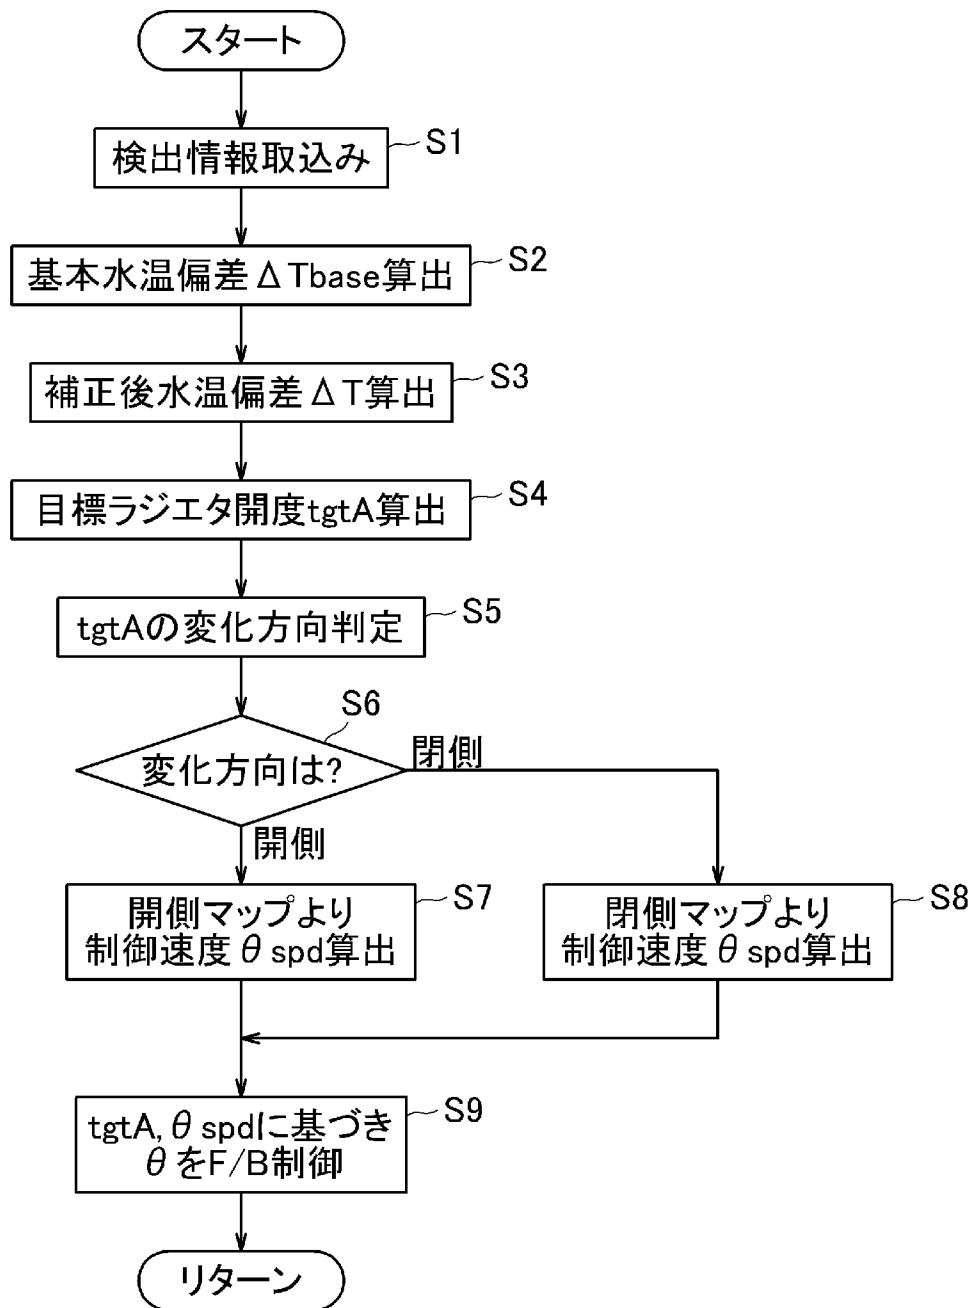 スタート
検出情報取込み
S1
基本水温偏差ΔTbase算出
S2
補正後水温偏差ΔT算出
S3
目標ラジエタ開度tgtA算出
S4
tgtAの変化方向判定
S5
変化方向は?
S6
閉側
開側
開側マップより
制御速度θspd算出
S7
閉側マップより
制御速度θspd算出
S8
tgtA,θspdに基づき
θをF/B制御
S9
リターン